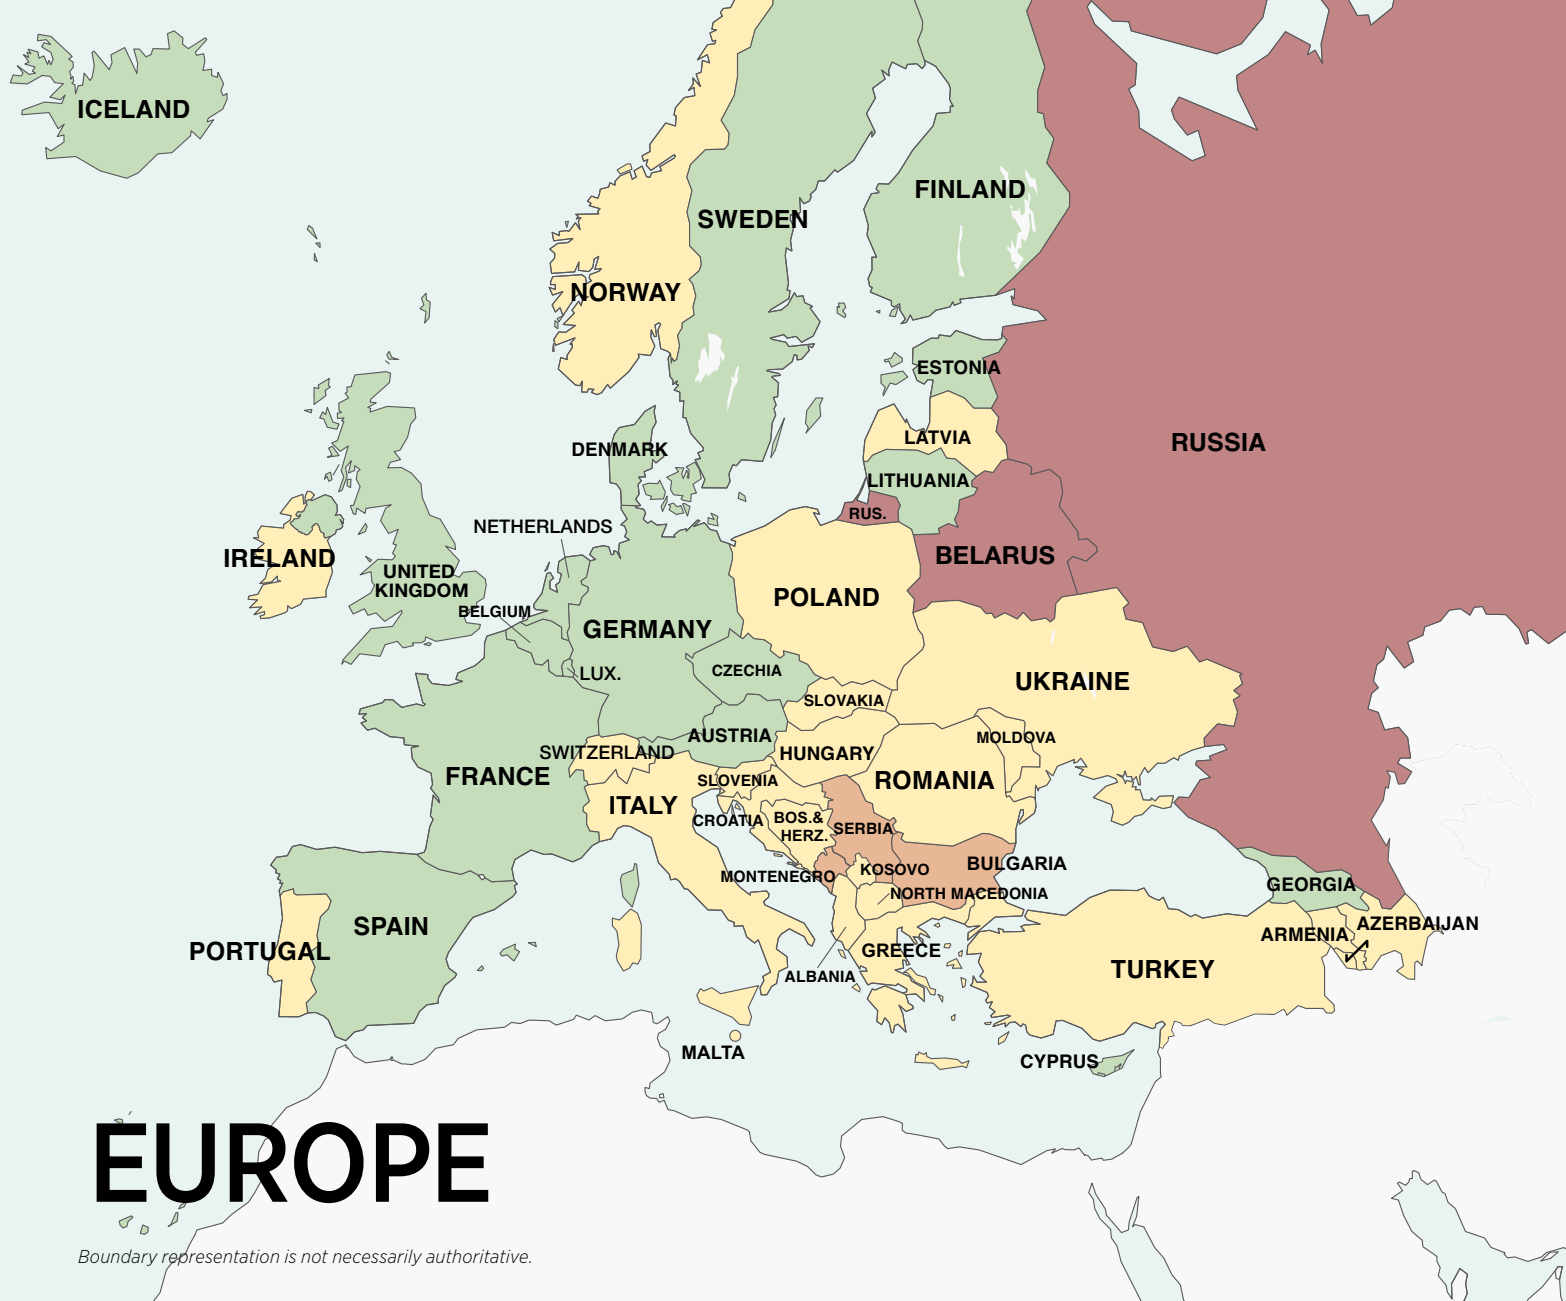 ICELAND
FINLAND
SWEDEN
NORWAY
ESTONIA
RUSSIA
LATVIA
DENMARK
LITHUANIA
RUS.
NETHERLANDS
IRELAND
BELARUS
UNITED
KINGDOM
POLAND
BELGIUM
GERMANY
LUX.
CZECHIA
UKRAINE
SLOVAKIA
AUSTRIA
MOLDOVA
SWITZERLAND
HUNGARY
FRANCE
SLOVENIA
ROMANIA
ITALY
CROATIA
BOS.&
HERZ.
SERBIA
BULGARIA
MONTENEGRO
KOSOVO
GEORGIA
NORTH MACEDONIA
SPAIN
AZERBAIJAN
ARMENIA
PORTUGAL
GREECE
TURKEY
ALBANIA
MALTA
CYPRUS
EUROPE
Boundary representation is not necessarily authoritative.